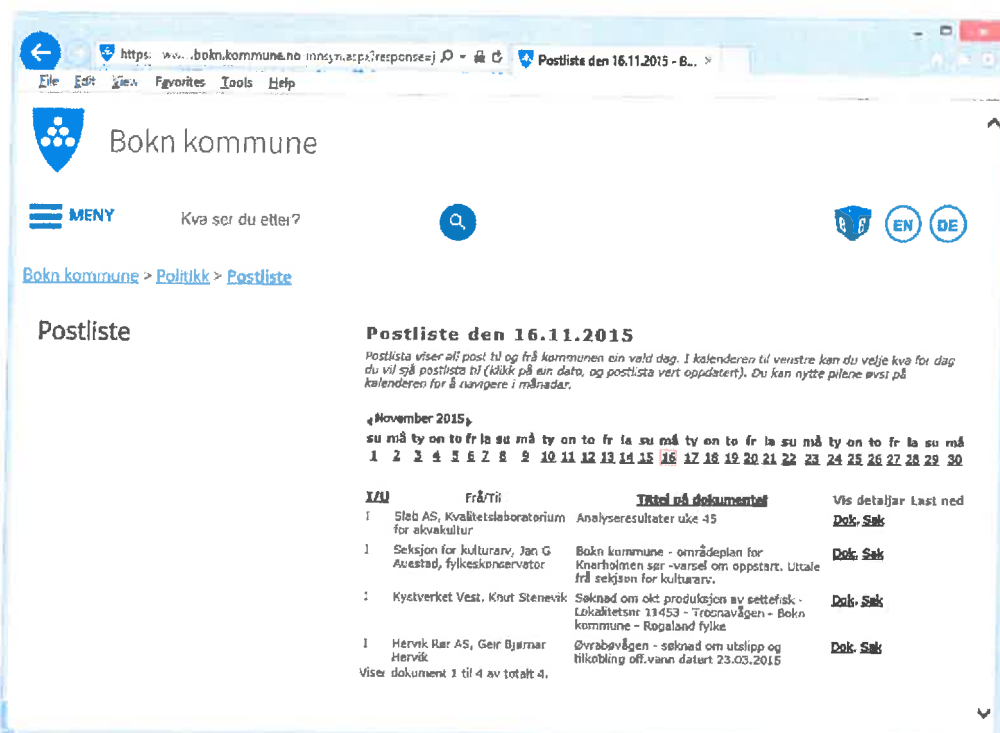 https: .bokn.kommune.no
Postliste den 16.11.2015 - B... ×
File Edit View Favorites Tools Help
Bokn kommune
MENY
Kva ser du etter?
EN DE
Bokn kommune > Politikk > Postliste
Postliste
Postliste den 16.11.2015
Postlista viser all post til og frå kommunen ein vald dag. I kalenderen til venstre kan du velje kva for dag
du vil sjå postlista til (klikk på ein dato, og postlista vert oppdatert). Du kan nytte pilene øvst på
kalenderen for å navigere i månadar.
November 2015
su må ty on to fr la su må ty on to fr la su må ty on to fr la su må ty on to fr la su må
1 2 3 4 5 6 7 8 9 10 11 12 13 14 15 16 17 18 19 20 21 22 23 24 25 26 27 28 29 30
I/U Frå/Til Tittel på dokumentet Vis detaljar Last ned
I Slab AS, Kvalitetslaboratorium Analyseresultater uke 45 Dok. Sak
for akvakultur
I Seksjon for kulturarv, Jan G Bokn kommune - områdeplan for Dok. Sak
Auestad, fylkeskonservator Knarholmen sør -varsel om oppstart. Uttale
frå seksjon for kulturarv.
I Kystverket Vest, Knut Stenevik Søknad om økt produksjon av settefisk - Dok. Sak
Lokalitetsnr 11453 - Trosnavågen - Bokn
kommune - Rogaland fylke
I Hervik Rør AS, Geir Bjørnar Øvrabøvågen - søknad om utslipp og Dok. Sak
Hervik tilkobling off.vann datert 23.03.2015
Viser dokument 1 til 4 av totalt 4.